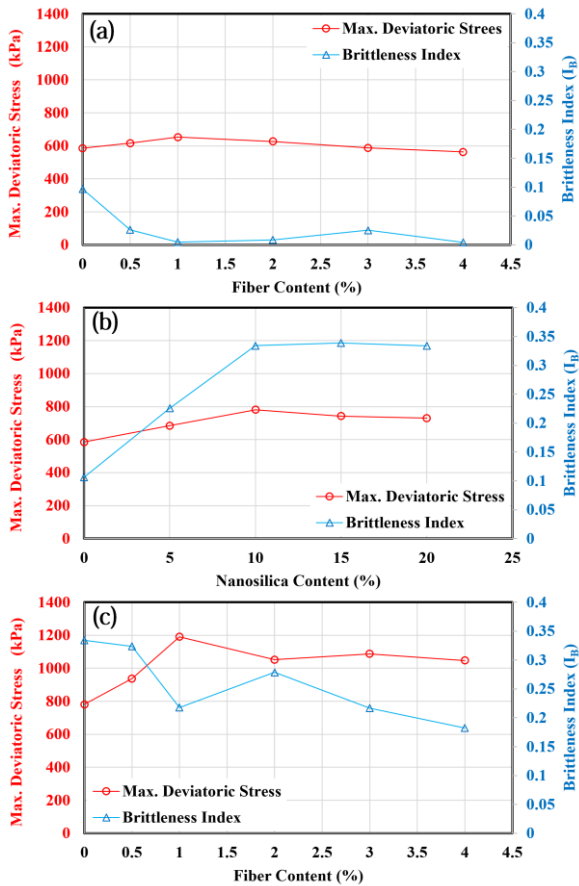 (a)
Max. Deviatoric Strees
Brittleness Index
Max. Deviatoric Stress (kPa)
1400
1200
1000
800
600
400
200
0
0.4
0.35
0.3
0.25
0.2
0.15
0.1
0.05
0
Brittleness Index (IB)
0 0.5 1 1.5 2 2.5 3 3.5 4 4.5
Fiber Content (%)
(b)
Max. Deviatoric Stress (kPa)
1400
1200
1000
800
600
400
200
0
0.4
0.35
0.3
0.25
0.2
0.15
0.1
0.05
0
Brittleness Index (IB)
Max. Deviatoric Stress
Brittleness Index
0 5 10 15 20 25
Nanosilica Content (%)
(c)
Max. Deviatoric Stress (kPa)
1400
1200
1000
800
600
400
200
0
0.4
0.35
0.3
0.25
0.2
0.15
0.1
0.05
0
Brittleness Index (IB)
Max. Deviatoric Stress
Brittleness Index
0 0.5 1 1.5 2 2.5 3 3.5 4 4.5
Fiber Content (%)